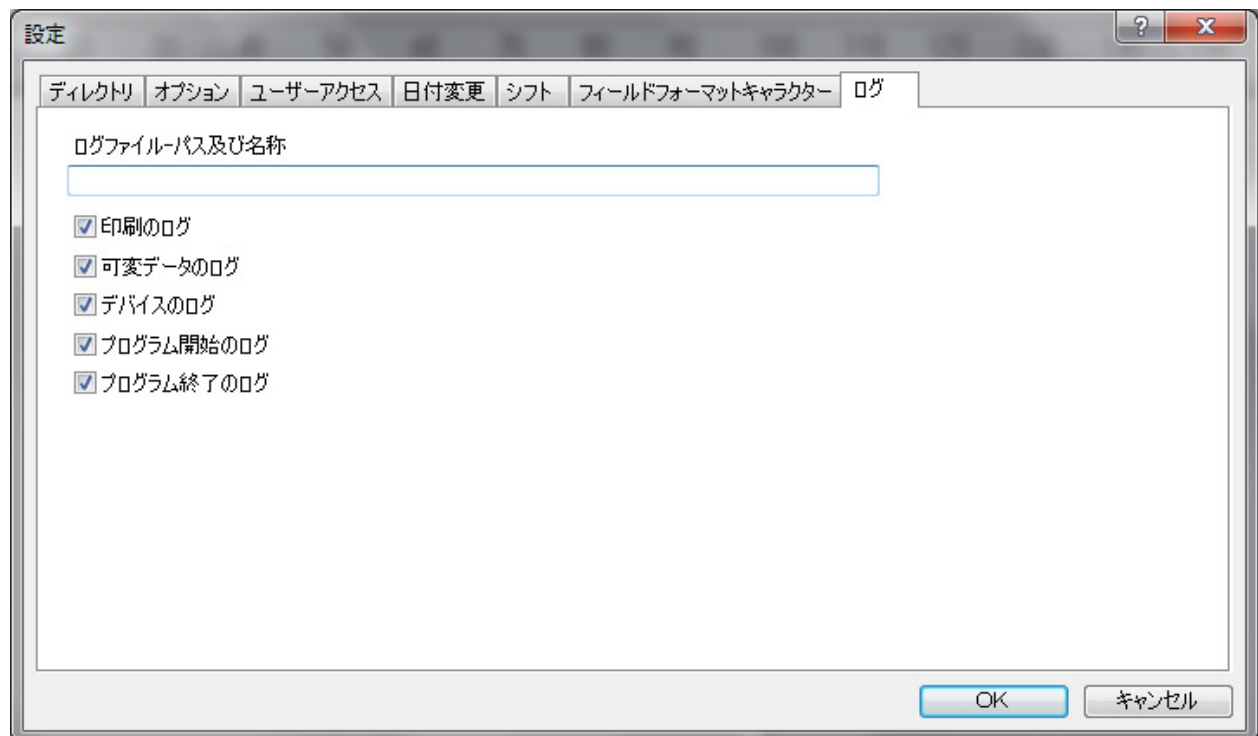 設定
ディレクトリ オプション ユーザーアクセス 日付変更 シフト フィールドフォーマットキャラクター ログ
ログファイル-パス及び名称
印刷のログ
可変データのログ
デバイスのログ
プログラム開始のログ
プログラム終了のログ
OK キャンセル